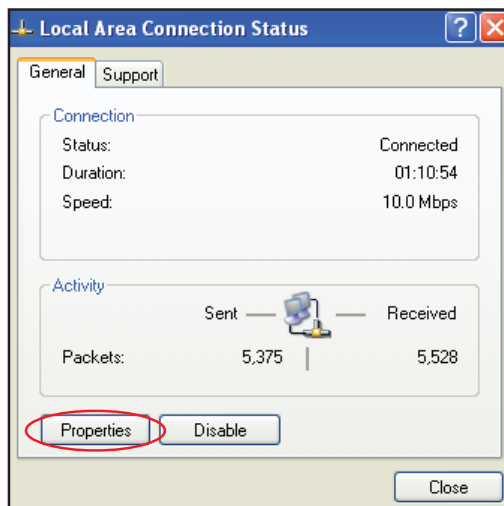 Local Area Connection Status
General Support
Connection
Status: Connected
Duration: 01:10:54
Speed: 10.0 Mbps
Activity
Sent — — Received
Packets: 5,375 | 5,528
Properties Disable
Close